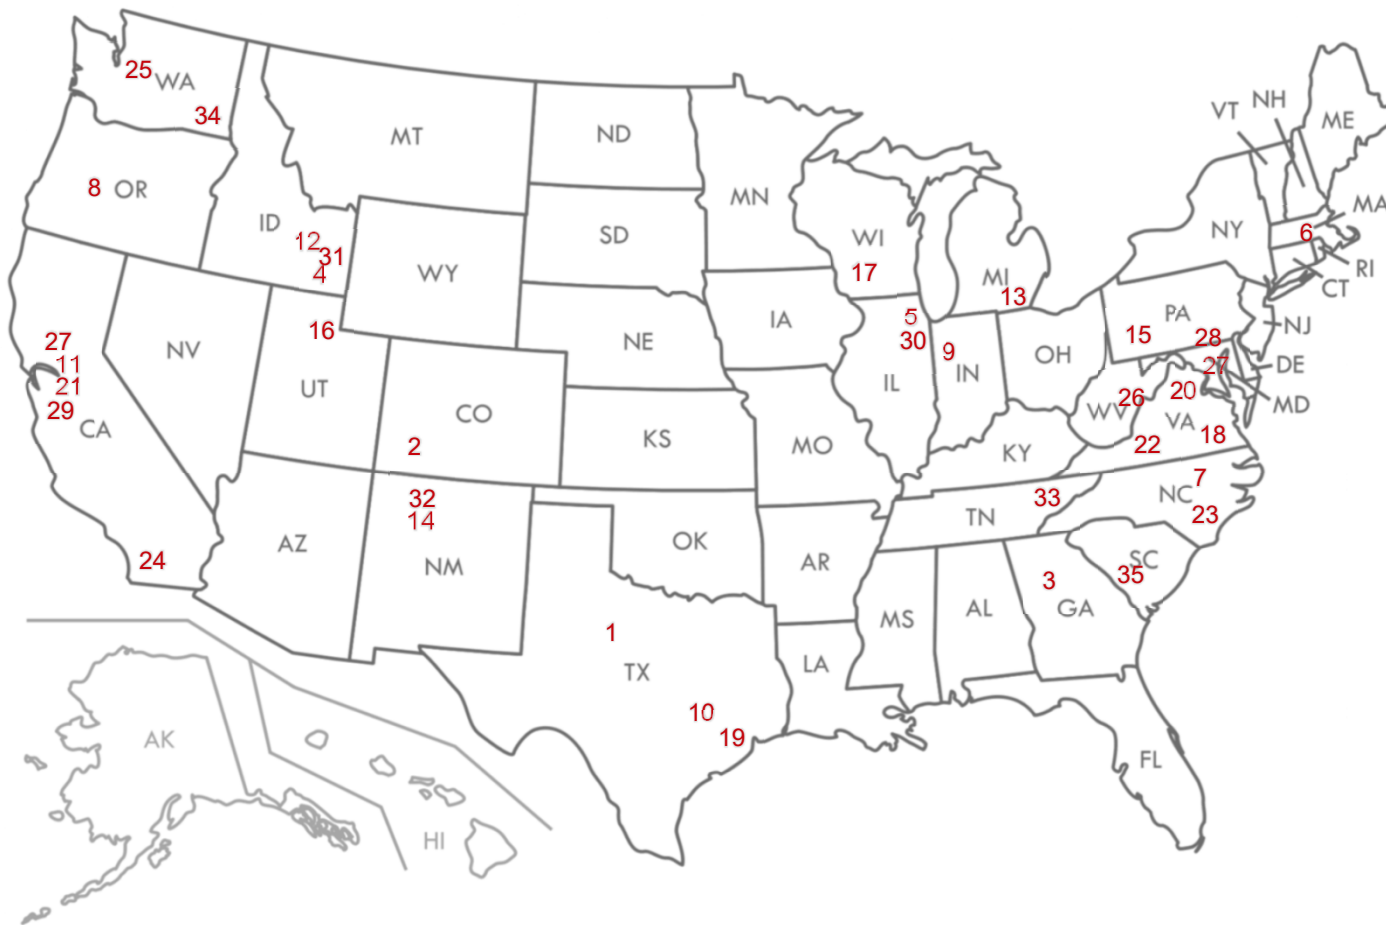 25 WA
34
8 OR
ID
12
31
4
MT
ND
MN
SD
WY
WI
17
MI
13
VT NH
ME
MA
NY
6
RI
CT
NJ
PA
15
28
27
DE
MD
27
11
21
29
CA
NV
16
UT
CO
2
NE
IA
5
30
9
IL
IN
OH
WV
26
20
VA
18
22
KS
MO
KY
32
14
NM
AZ
24
OK
AR
TN
33
7
NC
23
SC
35
3
GA
AL
MS
LA
1
TX
10
19
FL
AK
HI